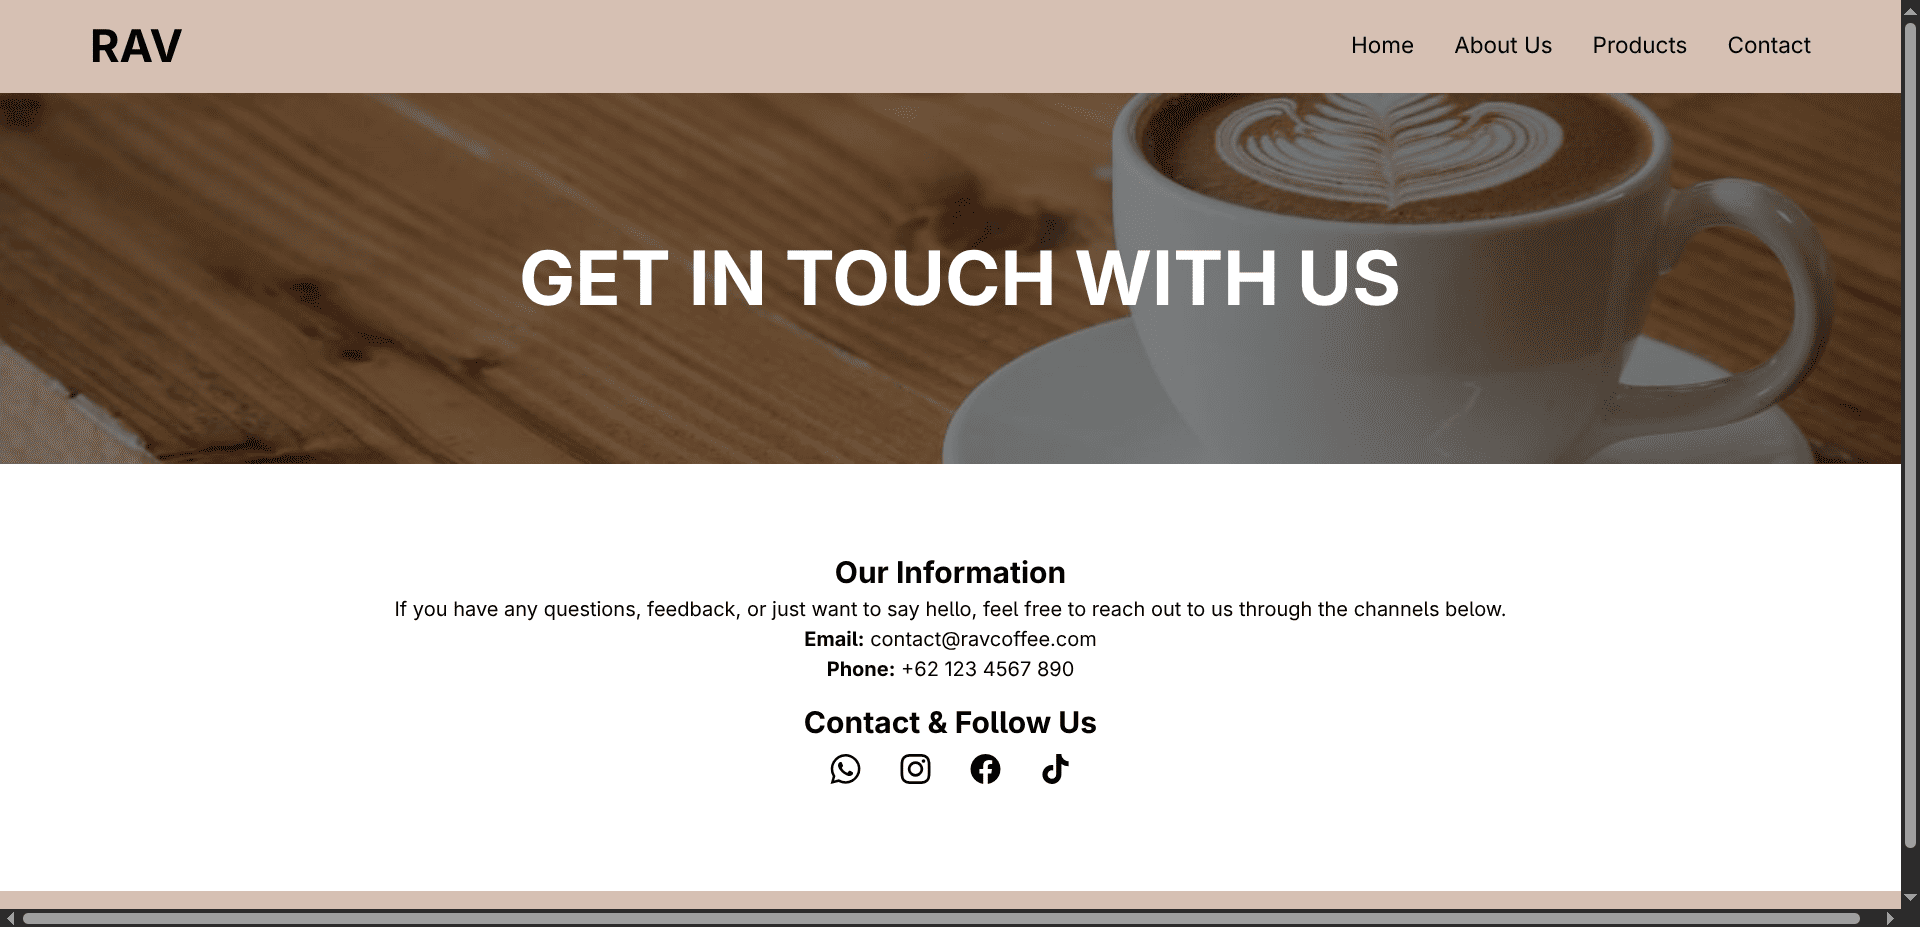 RAV
Home
About Us
Products
Contact
GET IN TOUCH WITH US
Our Information
If you have any questions, feedback, or just want to say hello, feel free to reach out to us through the channels below.
Email: contact@ravcoffee.com
Phone: +62 123 4567 890
Contact & Follow Us